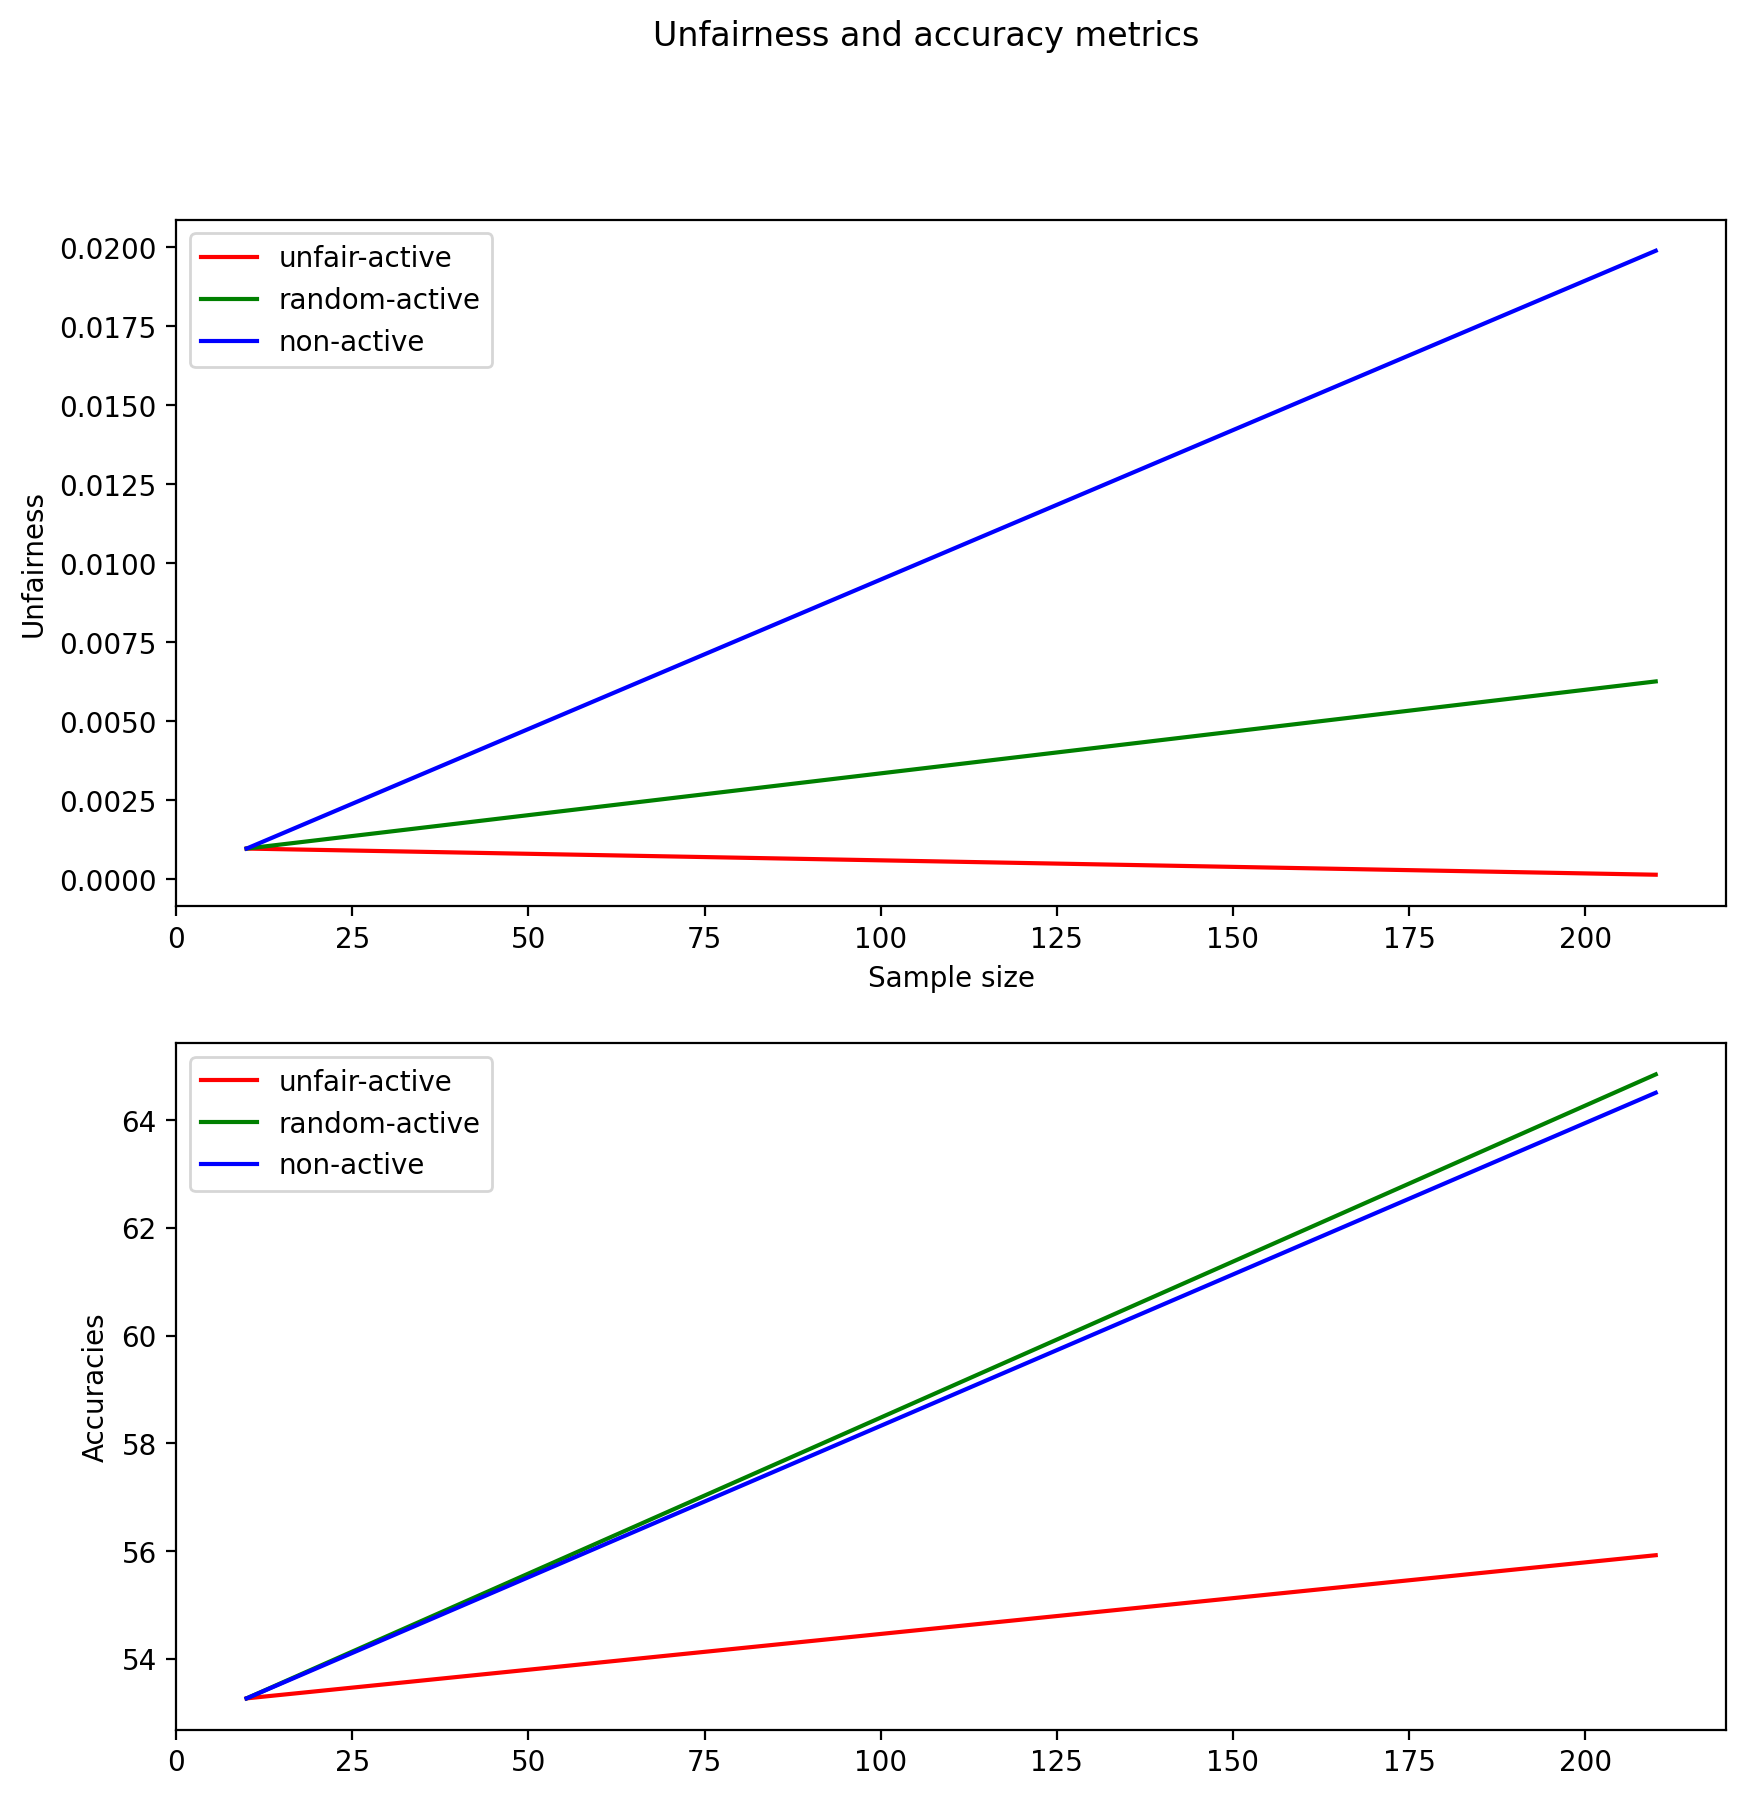 Unfairness and accuracy metrics
unfair-active
random-active
non-active
0.0200
0.0175
0.0150
0.0125
0.0100
0.0075
0.0050
0.0025
0.0000
Unfairness
0 25 50 75 100 125 150 175 200
Sample size
unfair-active
random-active
non-active
64
62
60
58
56
54
Accuracies
0 25 50 75 100 125 150 175 200